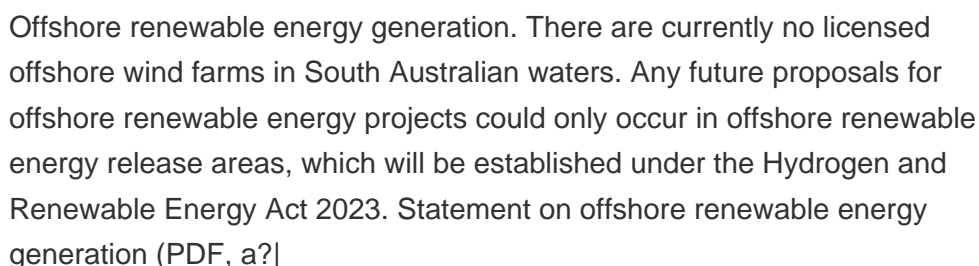 Offshore renewable energy generation. There are currently no licensed
offshore wind farms in South Australian waters. Any future proposals for
offshore renewable energy projects could only occur in offshore renewable
energy release areas, which will be established under the Hydrogen and
Renewable Energy Act 2023. Statement on offshore renewable energy
generation (PDF, a?|